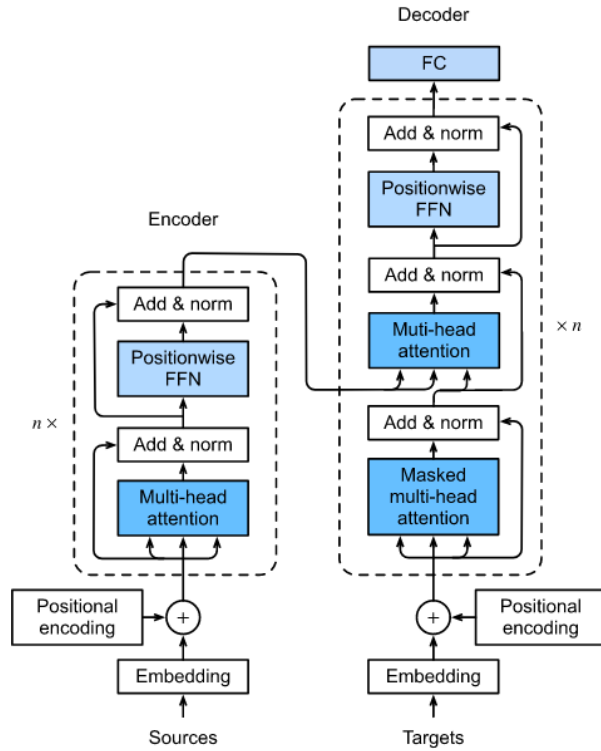 Decoder
FC
Add & norm
Positionwise
FFN
Add & norm
Muti-head
attention
× n
Add & norm
Masked
multi-head
attention
Positional
encoding
+
Embedding
Targets
Encoder
Add & norm
Positionwise
FFN
n ×
Add & norm
Multi-head
attention
Positional
encoding
+
Embedding
Sources